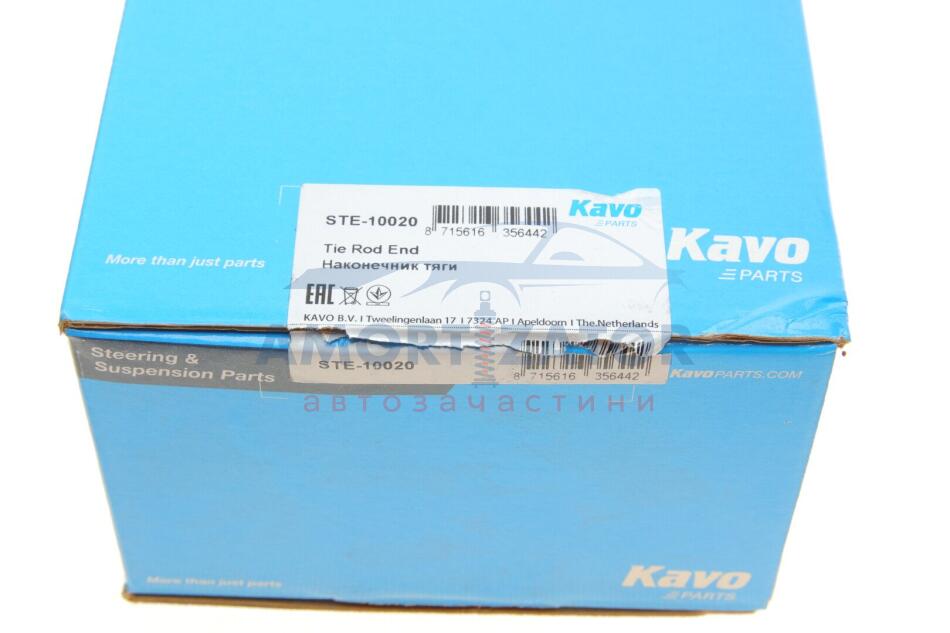 STE-10020
8 715616 356442
Kavo
PARTS
Tie Rod End
Наконечник тяги
EAC
KAVO B.V. I Tweelingenlaan 17 I 7324 AP I Apeldoorn I The.Netherlands
More than just parts
Kavo
PARTS
AMORTIZATOR
автозачастини
Steering &
Suspension Parts
STE-10020
8 715616 356442
KavoPARTS.COM
More than just parts
Kavo
PARTS